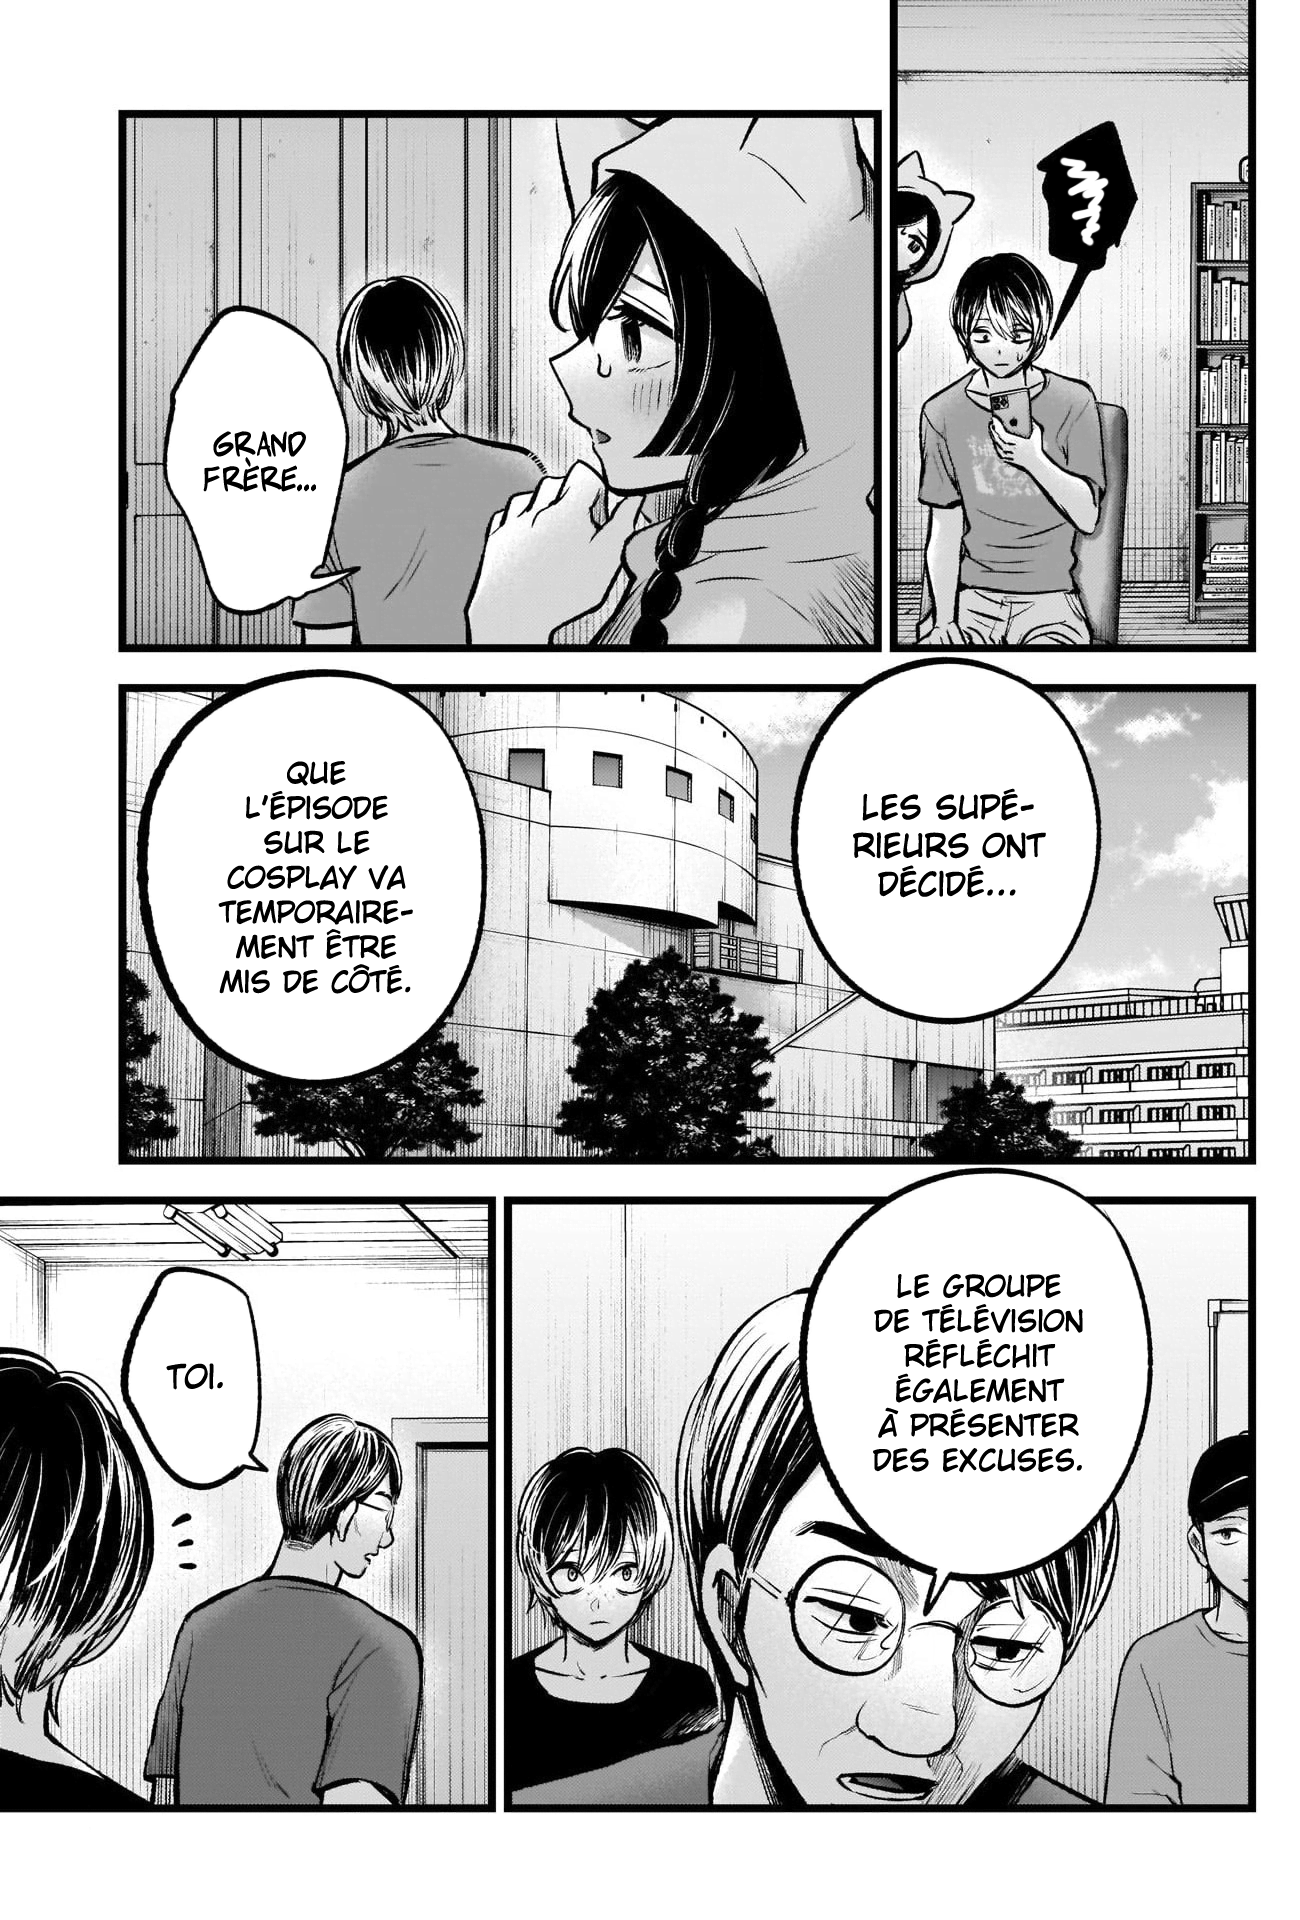 GRAND
FRÈRE...
LES SUPÉ-
RIEURS ONT
DÉCIDÉ...
QUE
L'ÉPISODE
SUR LE
COSPLAY VA
TEMPORAIRE-
MENT ÊTRE
MIS DE CÔTÉ.
LE GROUPE
DE TÉLÉVISION
RÉFLÉCHIT
ÉGALEMENT
À PRÉSENTER
DES EXCUSES.
TOI.